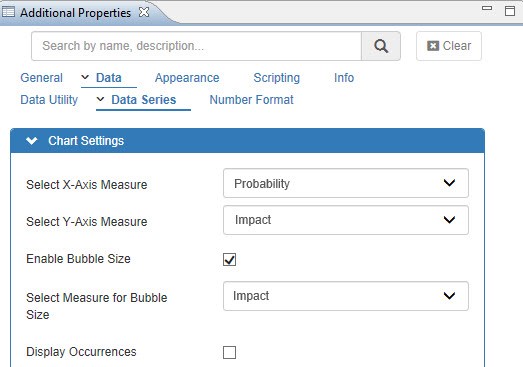 Additional Properties
Search by name, description...
Clear
General Data Appearance Scripting Info
Data Utility Data Series Number Format
Chart Settings
Select X-Axis Measure Probability
Select Y-Axis Measure Impact
Enable Bubble Size
Select Measure for Bubble Impact
Size
Display Occurrences